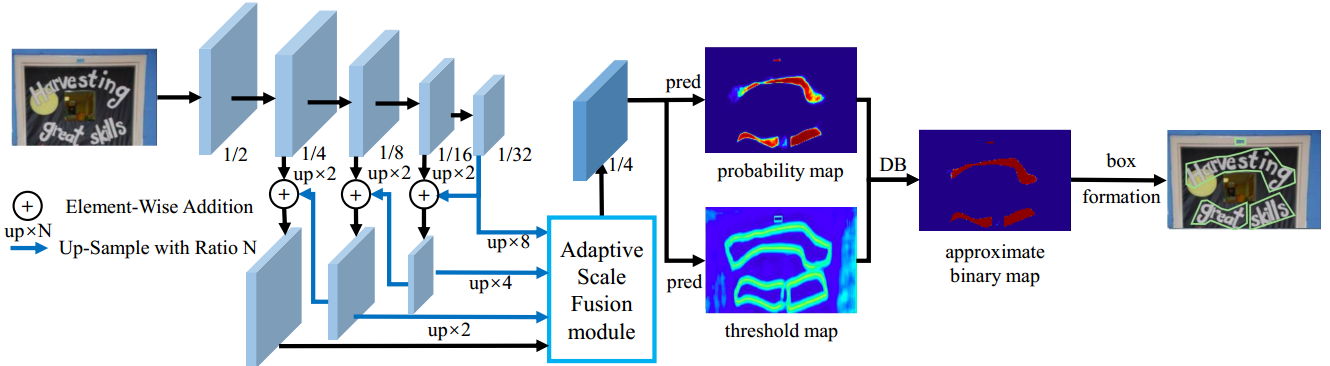 Harvesting
great skills
1/2
1/4
1/8
1/16
1/32
up×2
up×2
up×2
+
+
+
+ Element-Wise Addition
up×N
Up-Sample with Ratio N
up×8
up×4
up×2
Adaptive
Scale
Fusion
module
1/4
pred
pred
probability map
threshold map
DB
approximate
binary map
box
formation
Harvesting
great skills